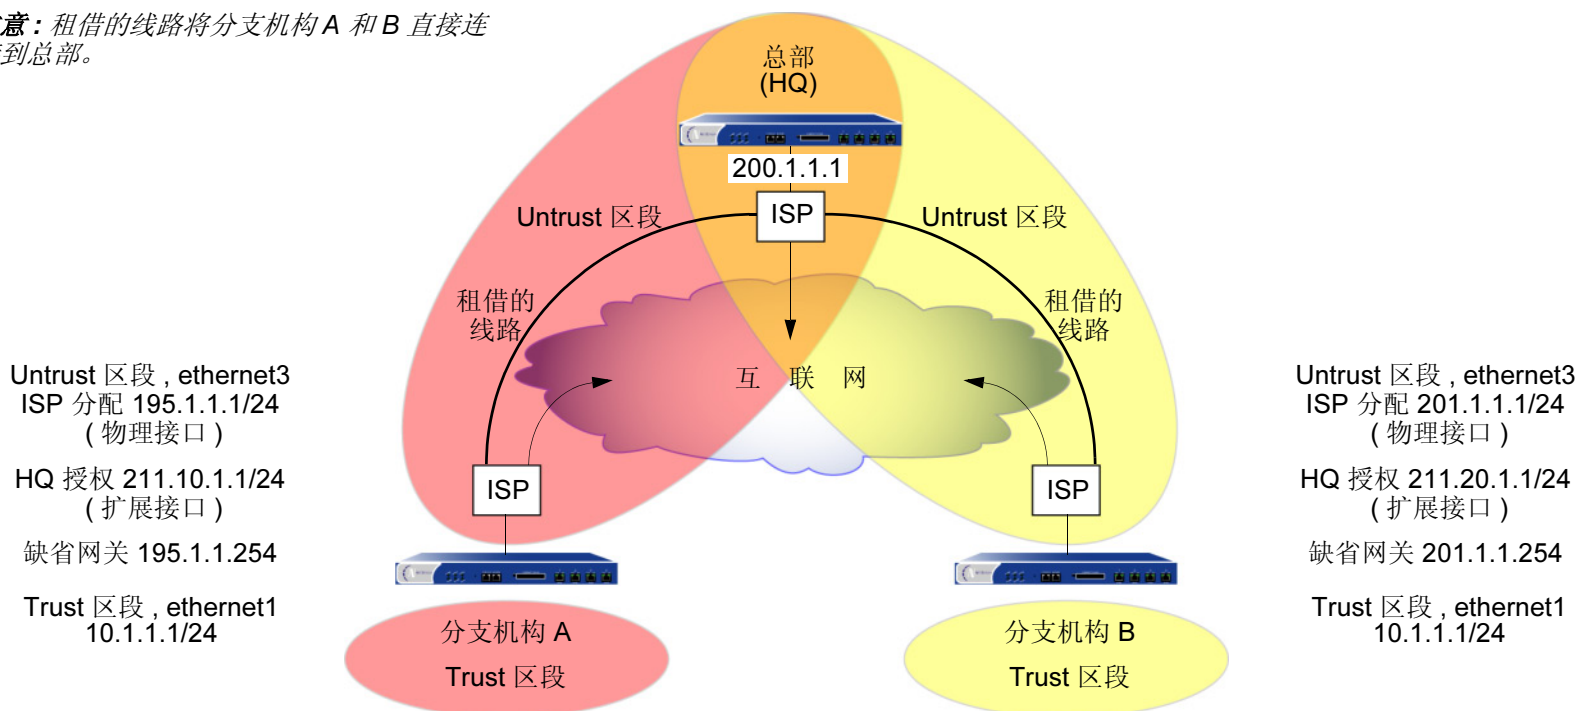 意 : 租借的线路将分支机构 A 和 B 直接连
到总部。
总部
(HQ)
200.1.1.1
ISP
Untrust 区段
Untrust 区段
租借的
线路
租借的
线路
互 联 网
Untrust 区段 , ethernet3
ISP 分配 195.1.1.1/24
( 物理接口 )
HQ 授权 211.10.1.1/24
( 扩展接口 )
缺省网关 195.1.1.254
Trust 区段 , ethernet1
10.1.1.1/24
ISP
ISP
Untrust 区段 , ethernet3
ISP 分配 201.1.1.1/24
( 物理接口 )
HQ 授权 211.20.1.1/24
( 扩展接口 )
缺省网关 201.1.1.254
Trust 区段 , ethernet1
10.1.1.1/24
分支机构 A
Trust 区段
分支机构 B
Trust 区段